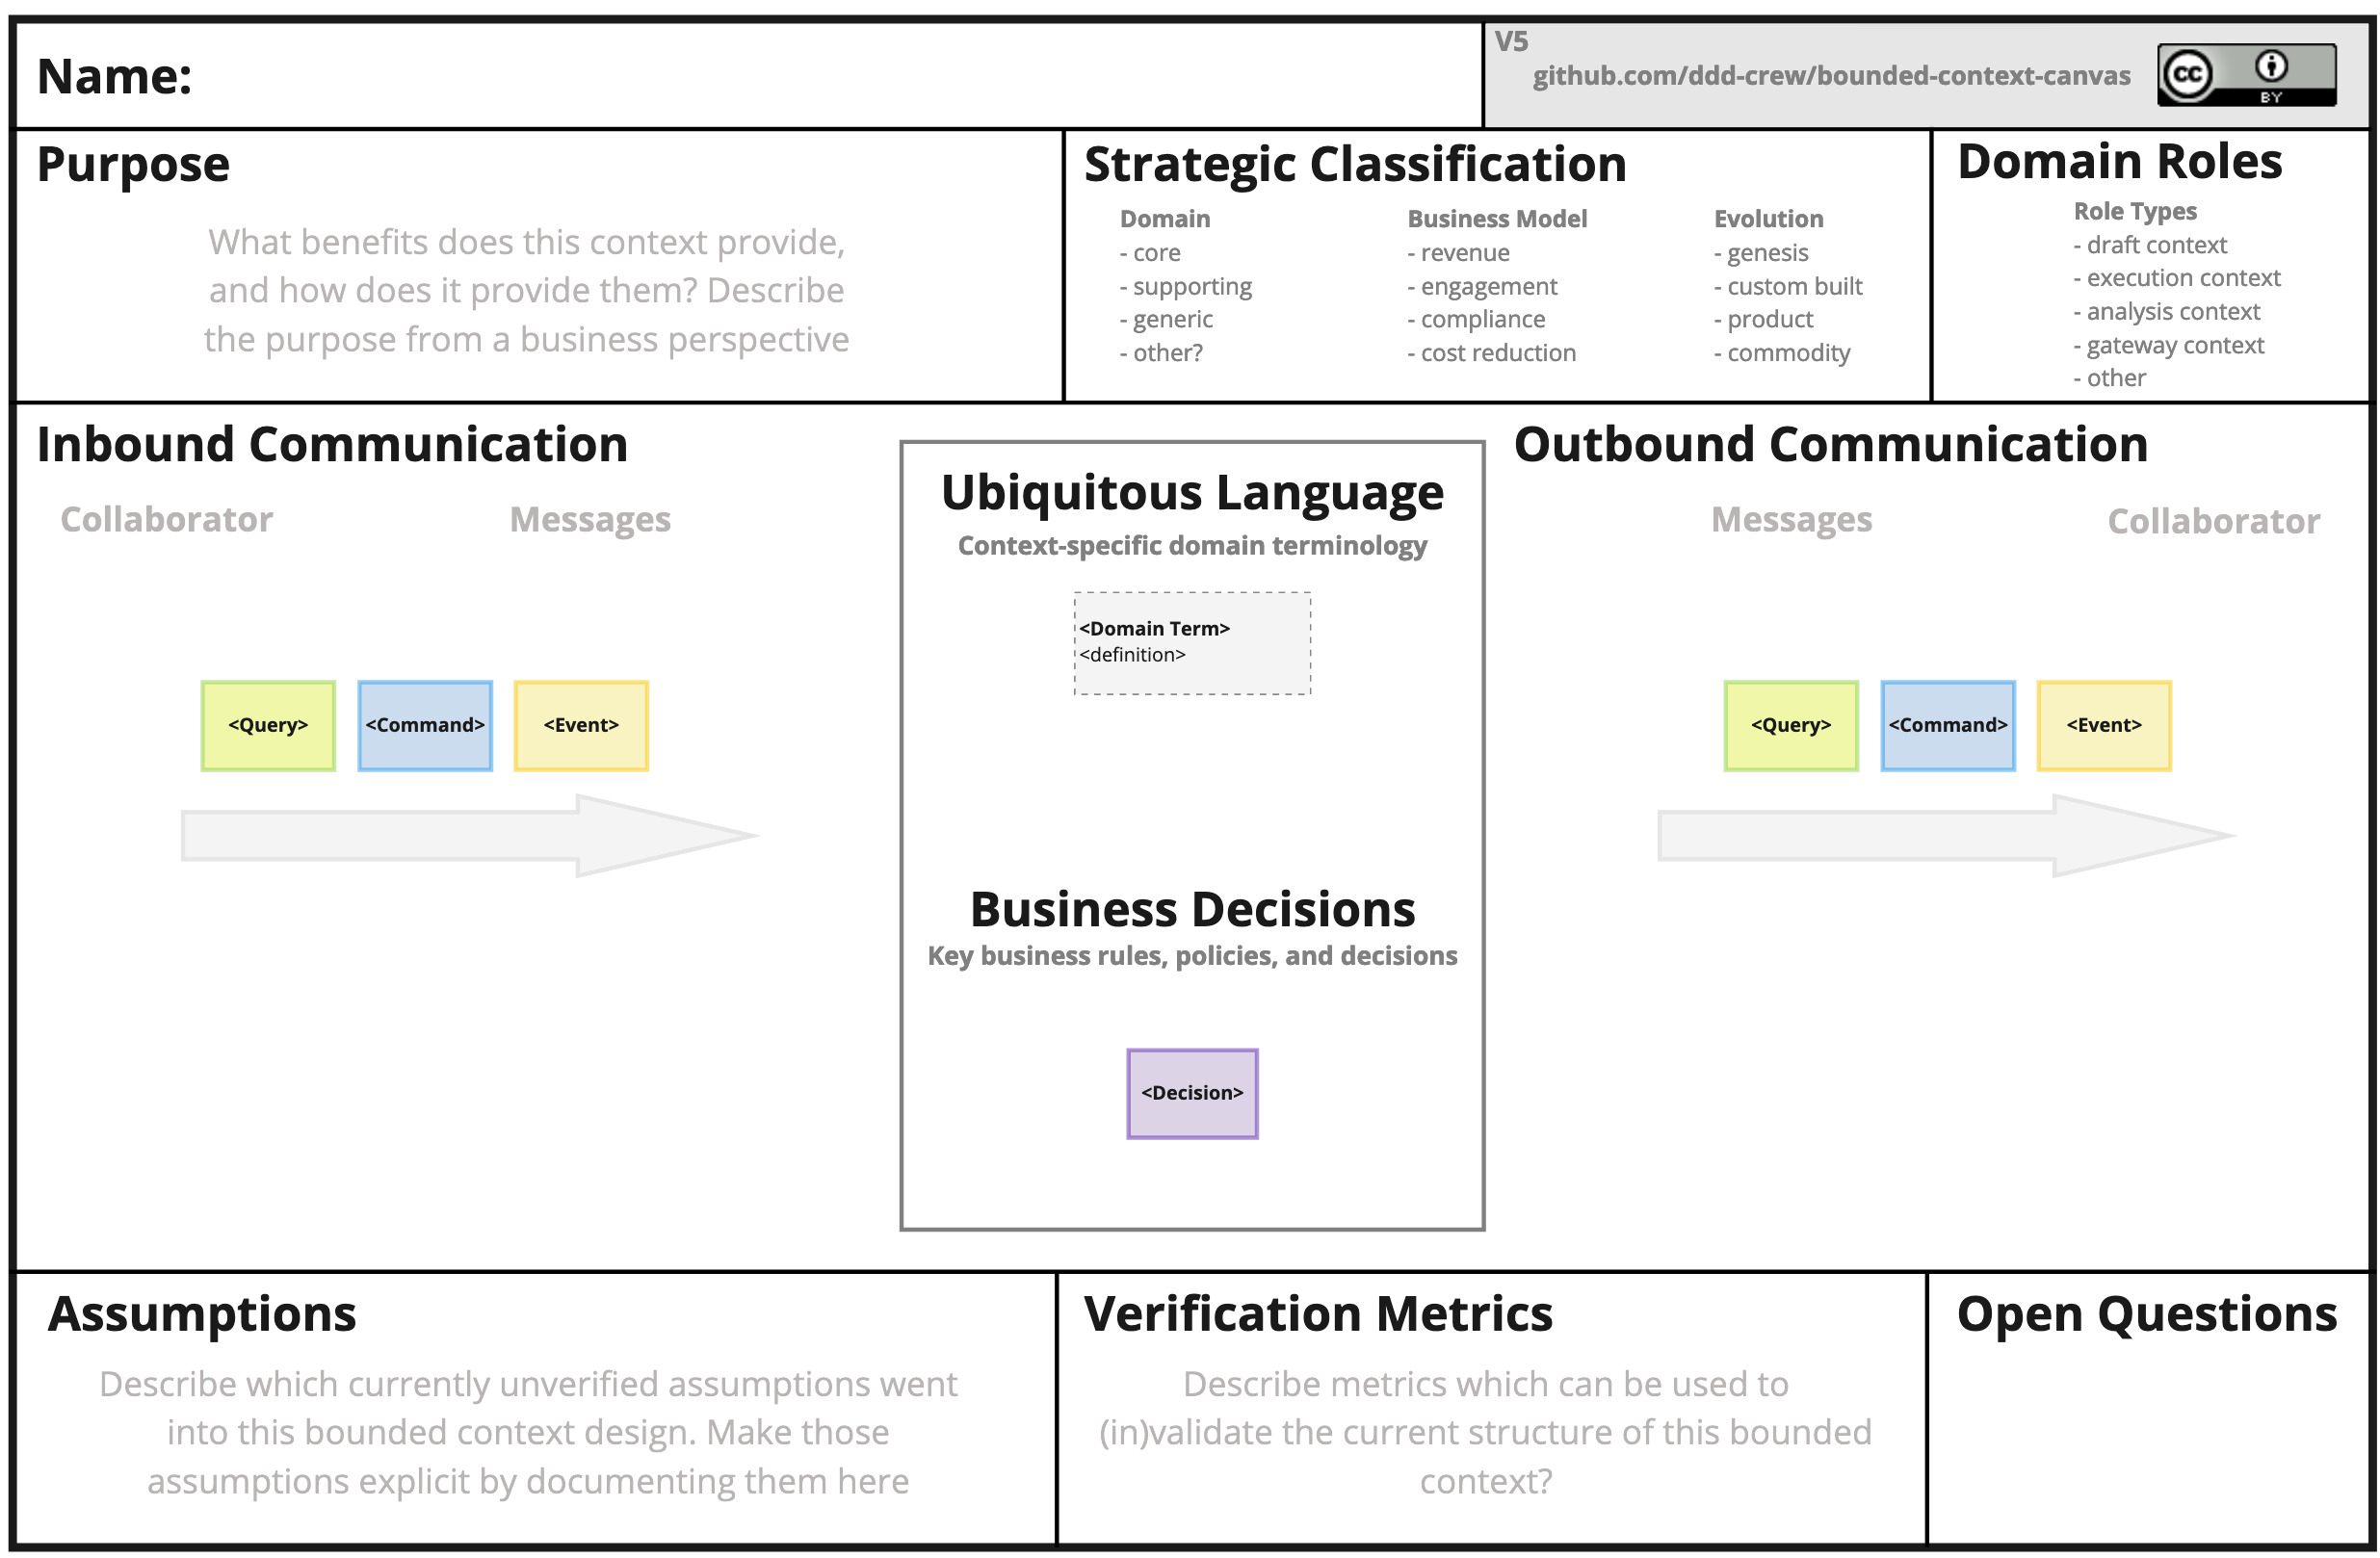 Name:
V5
github.com/ddd-crew/bounded-context-canvas
cc
BY
Purpose
What benefits does this context provide,
and how does it provide them? Describe
the purpose from a business perspective
Strategic Classification
Domain
- core
- supporting
- generic
- other?
Business Model
- revenue
- engagement
- compliance
- cost reduction
Evolution
- genesis
- custom built
- product
- commodity
Domain Roles
Role Types
- draft context
- execution context
- analysis context
- gateway context
- other
Inbound Communication
Collaborator
Messages
<Query>
<Command>
<Event>
Ubiquitous Language
Context-specific domain terminology
<Domain Term>
<definition>
Business Decisions
Key business rules, policies, and decisions
<Decision>
Outbound Communication
Messages
Collaborator
<Query>
<Command>
<Event>
Assumptions
Describe which currently unverified assumptions went
into this bounded context design. Make those
assumptions explicit by documenting them here
Verification Metrics
Describe metrics which can be used to
(in)validate the current structure of this bounded
context?
Open Questions